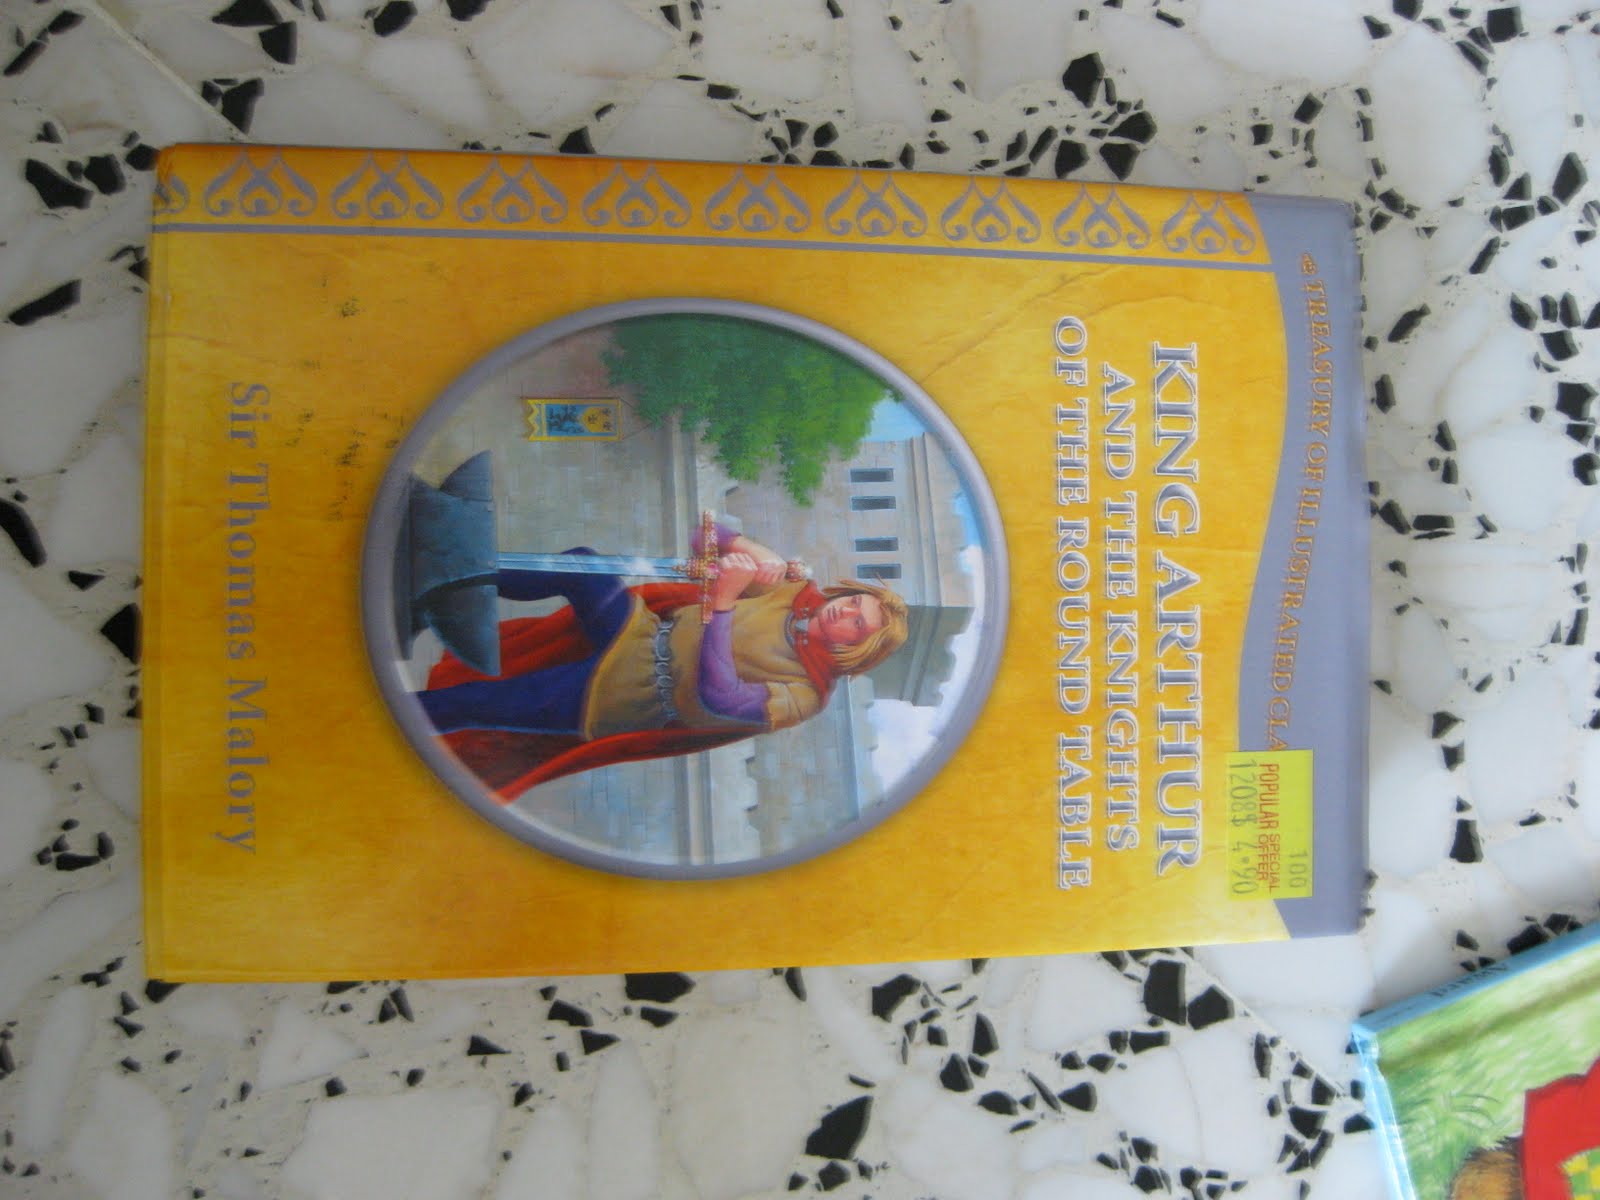 TREASURY OF ILLUSTRATED CLA
100
POPULAR SPECIAL
OFFER
1208$ 4.90
KING ARTHUR
AND THE KNIGHTS
OF THE ROUND TABLE
Sir Thomas Malory